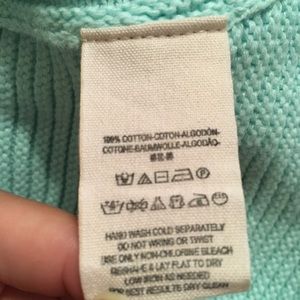 100% COTTON-COTON-ALGODÓN-
COTONE-BAUMWOLLE-ALGODÃO-
HAND WASH COLD SEPARATELY
DO NOT WRING OR TWIST
USE ONLY NON-CHLORINE BLEACH
RESHAPE & LAY FLAT TO DRY
LOW IRON AS NEEDED
FOR BEST RESULTS DRY CLEAN